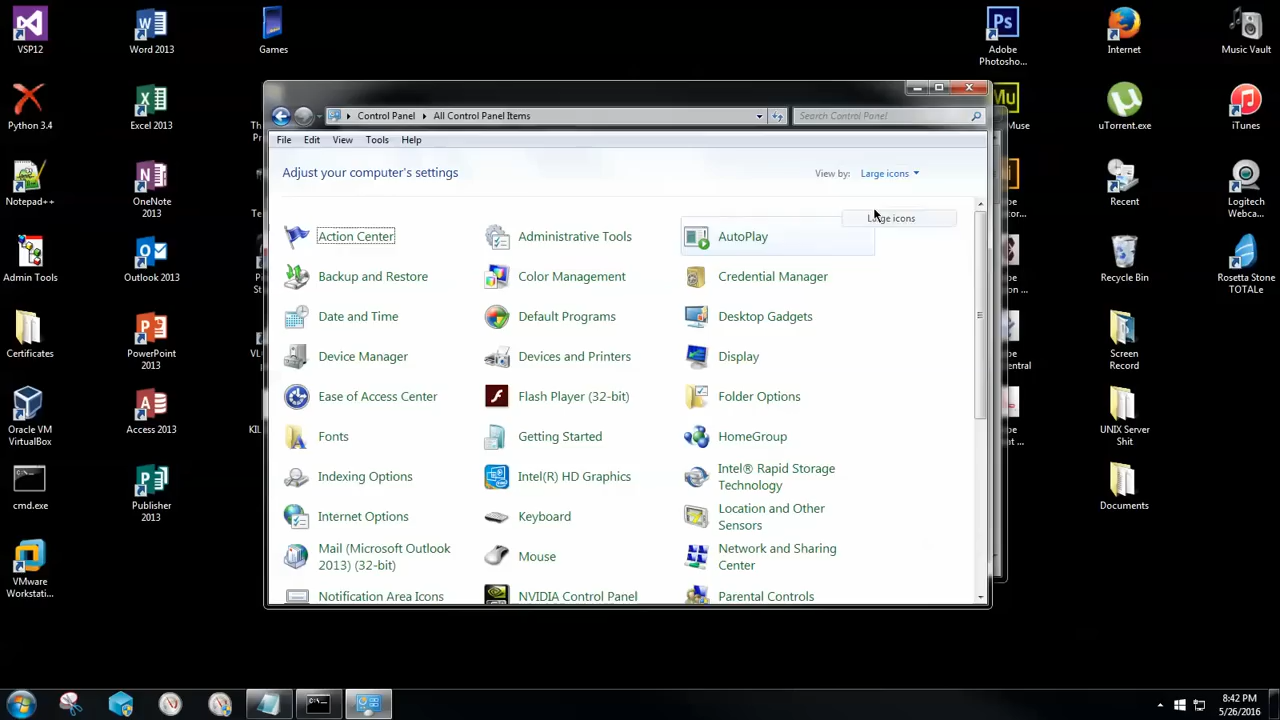 VSP12
Word 2013
Games
Python 3.4
Excel 2013
Notepad++
OneNote
2013
Admin Tools
Outlook 2013
Certificates
PowerPoint
2013
Oracle VM
VirtualBox
Access 2013
cmd.exe
Publisher
2013
VMware
Workstati...
Control Panel
All Control Panel Items
Search Control Panel
File
Edit
View
Tools
Help
Adjust your computer's settings
View by:
Large icons
Large icons
Action Center
Administrative Tools
AutoPlay
Backup and Restore
Color Management
Credential Manager
Date and Time
Default Programs
Desktop Gadgets
Device Manager
Devices and Printers
Display
Ease of Access Center
Flash Player (32-bit)
Folder Options
Fonts
Getting Started
HomeGroup
Indexing Options
Intel(R) HD Graphics
Intel® Rapid Storage
Technology
Internet Options
Keyboard
Location and Other
Sensors
Mail (Microsoft Outlook
2013) (32-bit)
Mouse
Network and Sharing
Center
Notification Area Icons
NVIDIA Control Panel
Parental Controls
Ps
Adobe
Photosho...
Internet
Music Vault
Mu
Muse
uTorrent.exe
iTunes
Recent
Logitech
Webca...
Recycle Bin
Rosetta Stone
TOTALe
Screen
Record
UNIX Server
Shit
Documents
8:42 PM
5/26/2016